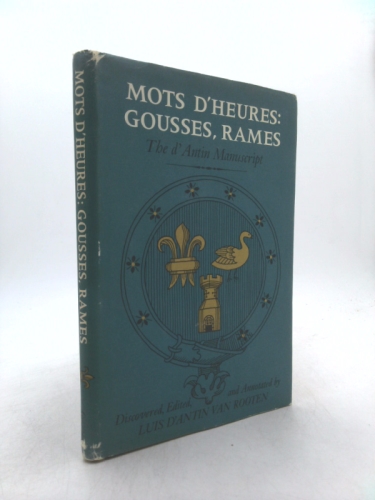 MOTS D'HEURES: GOUSSES, RAMES
MOTS D'HEURES:
GOUSSES, RAMES
The d'Antin Manuscript
Discovered, Edited, and Annotated by
LUIS D'ANTIN VAN ROOTEN